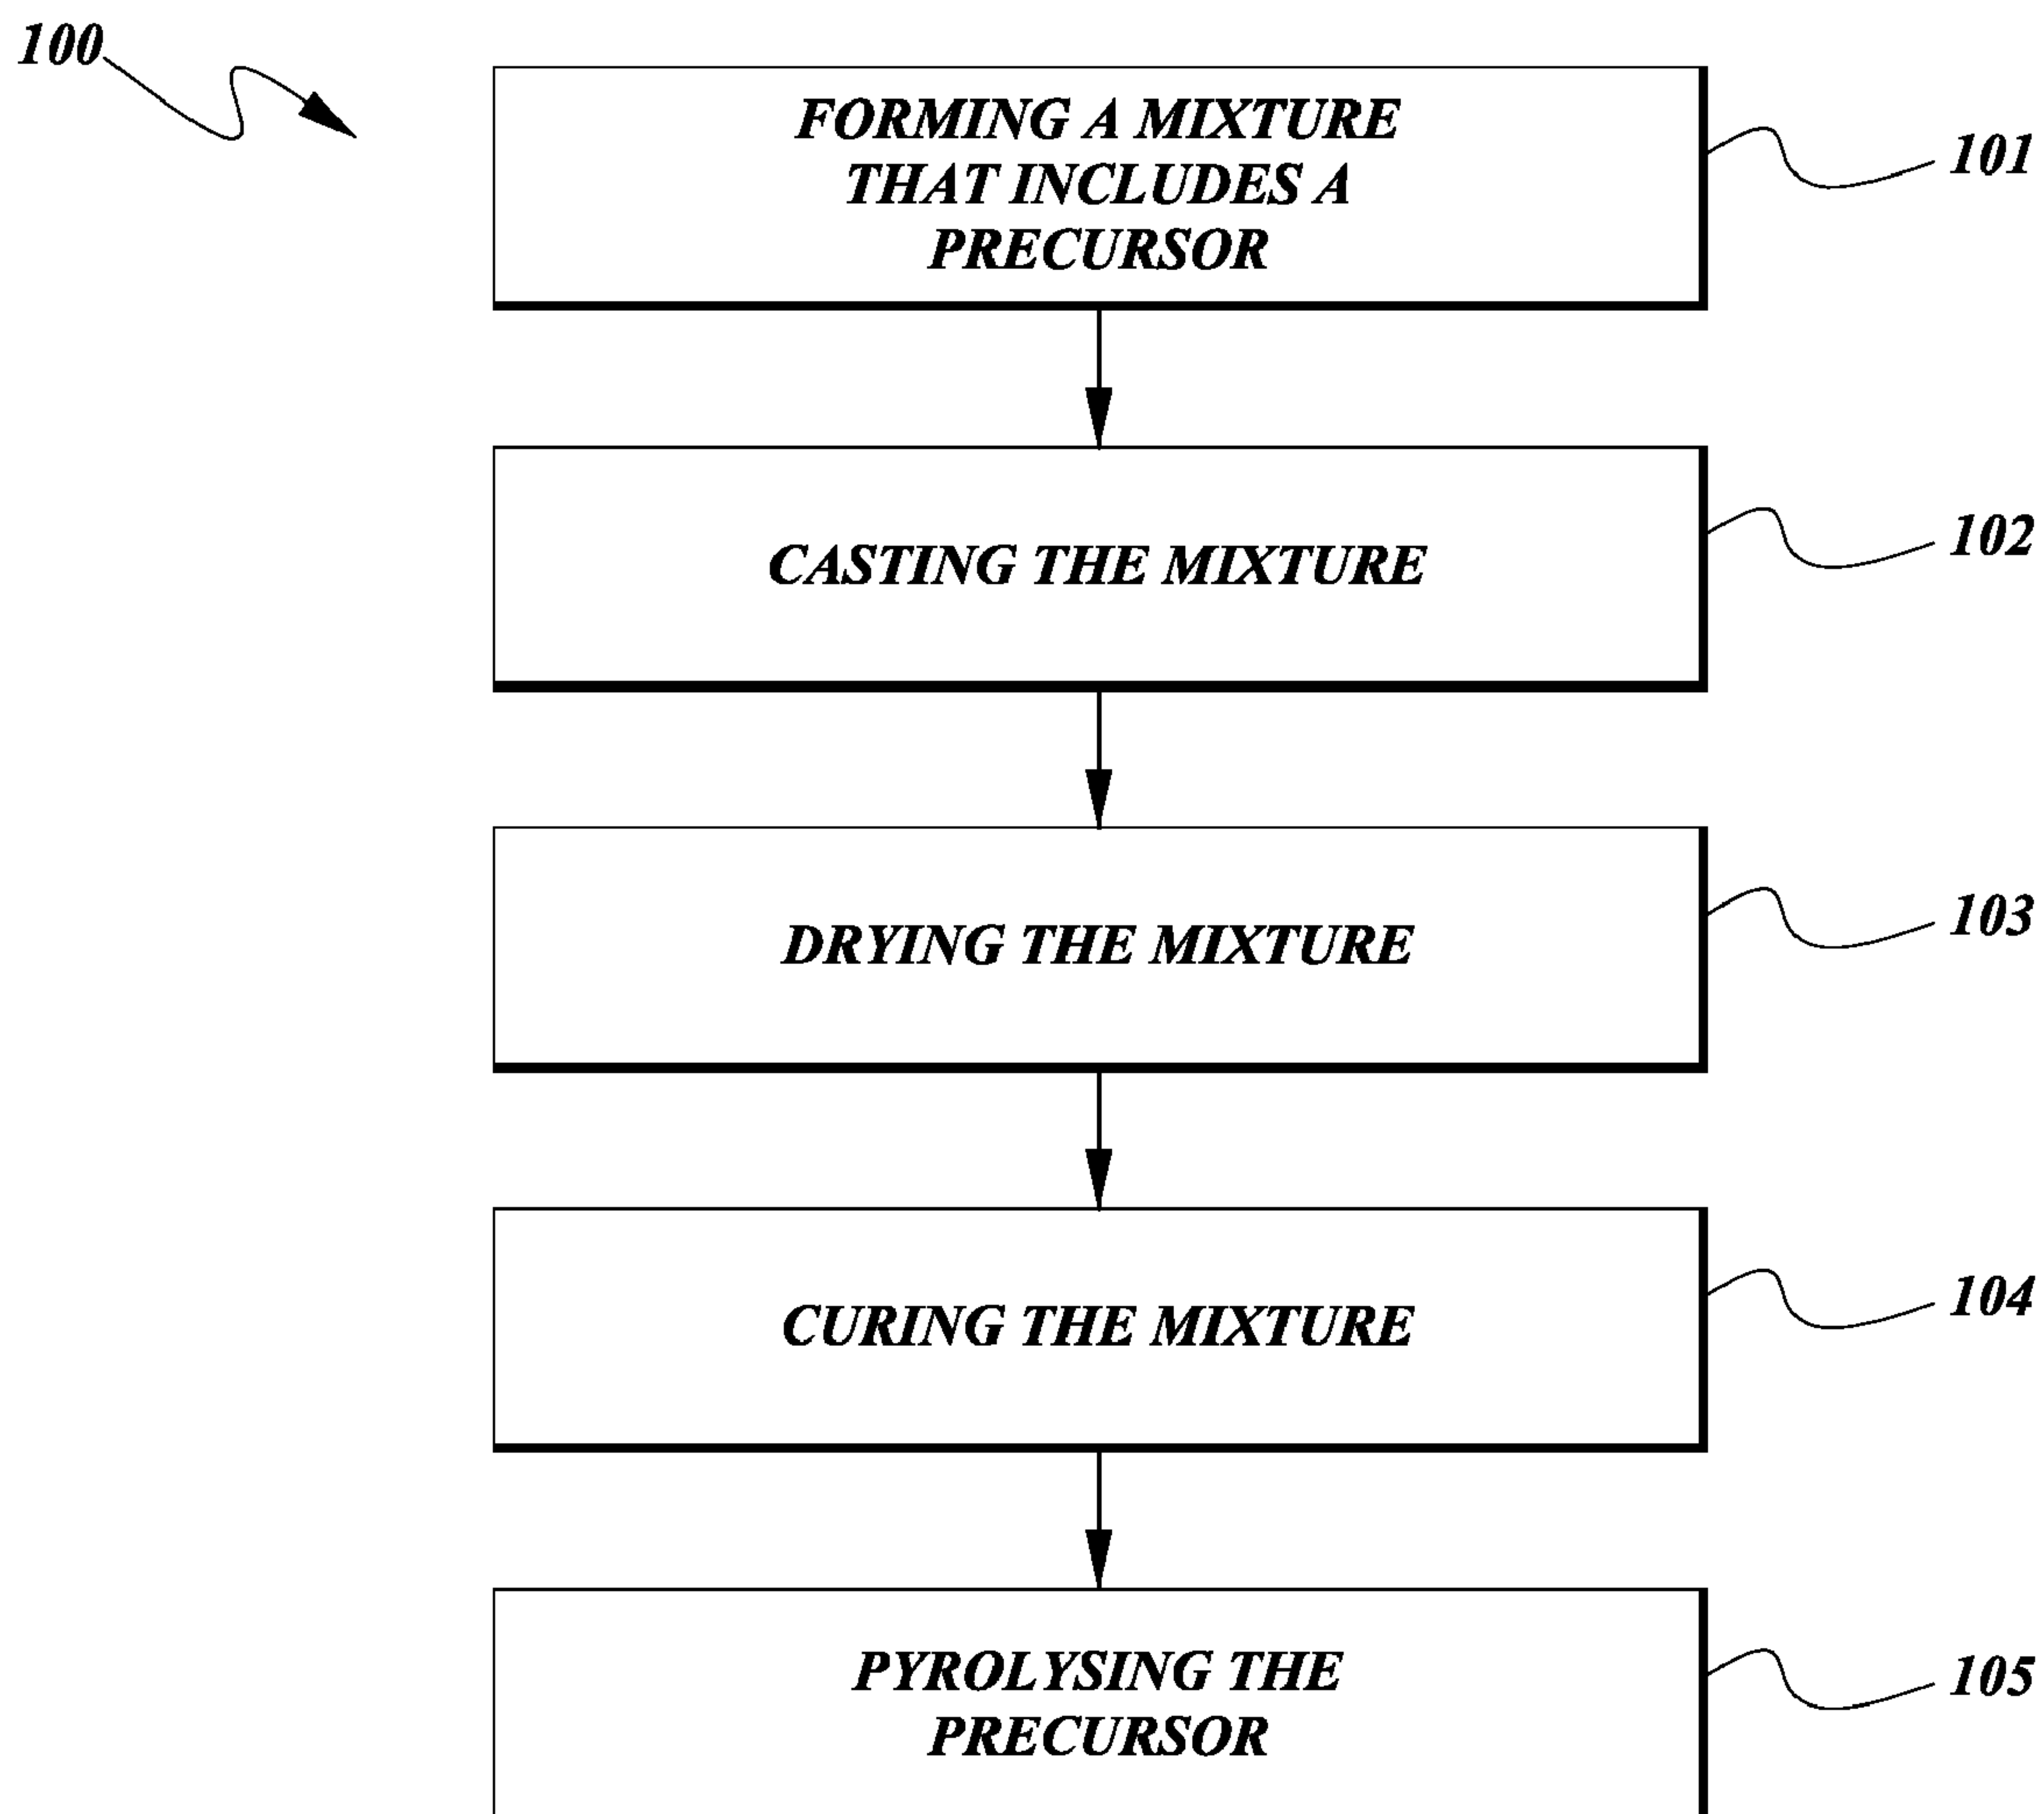 100
FORMING A MIXTURE
THAT INCLUDES A
PRECURSOR
101
CASTING THE MIXTURE
102
DRYING THE MIXTURE
103
CURING THE MIXTURE
104
PYROLYSING THE
PRECURSOR
105